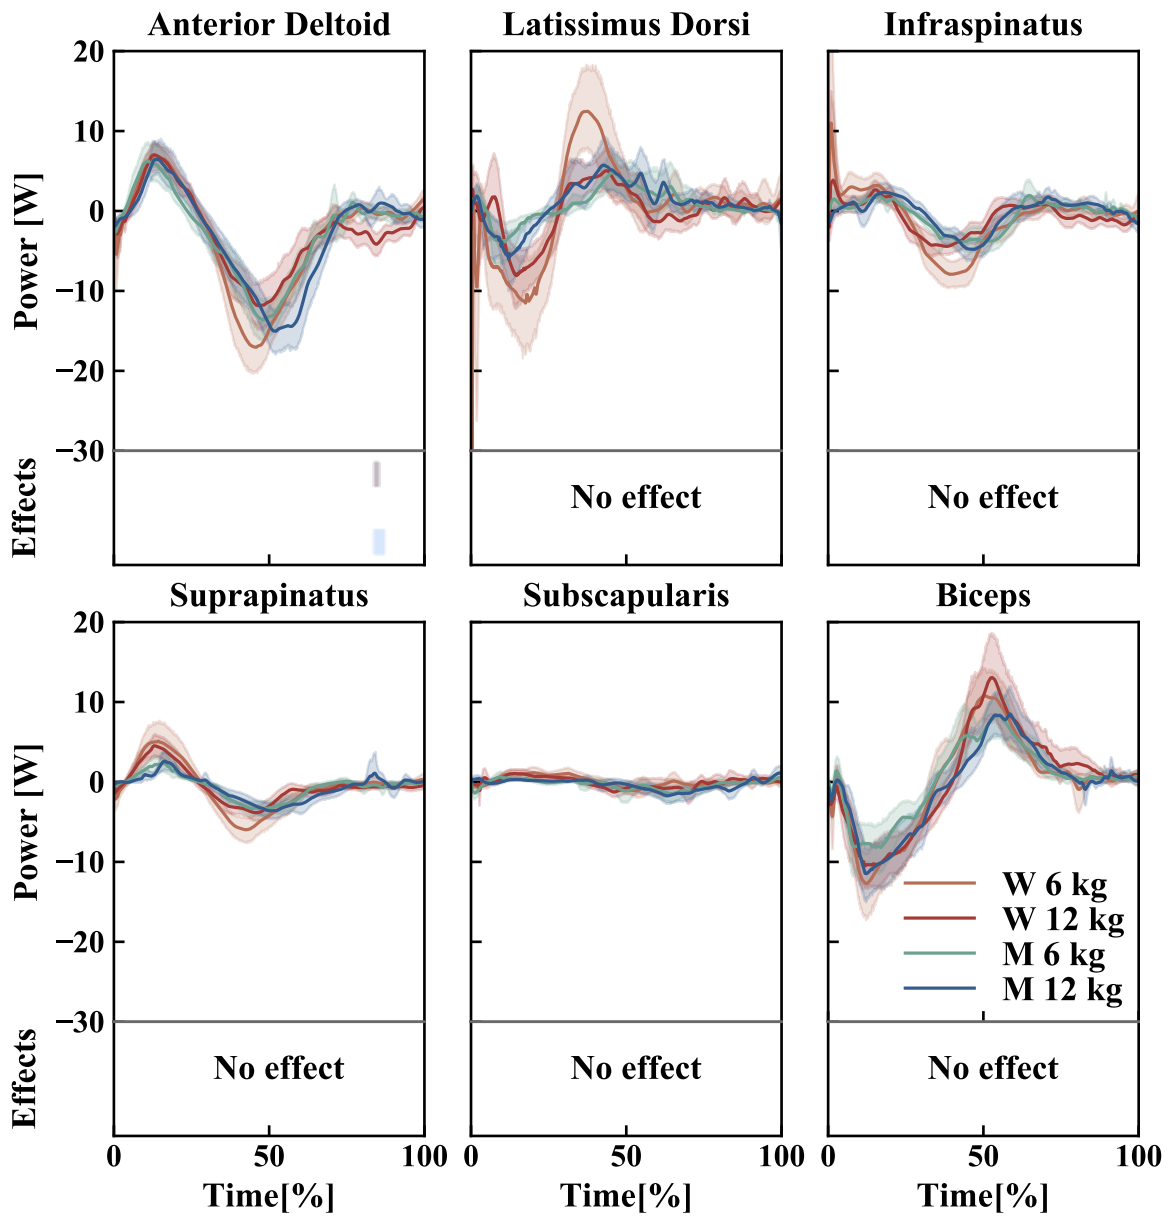 Anterior Deltoid
Latissimus Dorsi
Infraspinatus
20
10
0
−10
−20
−30
Power [W]
Effects
No effect
No effect
Suprapinatus
Subscapularis
Biceps
20
10
0
−10
−20
−30
Power [W]
Effects
W 6 kg
W 12 kg
M 6 kg
M 12 kg
No effect
No effect
No effect
0 50 100
0 50 100
0 50 100
Time[%]
Time[%]
Time[%]